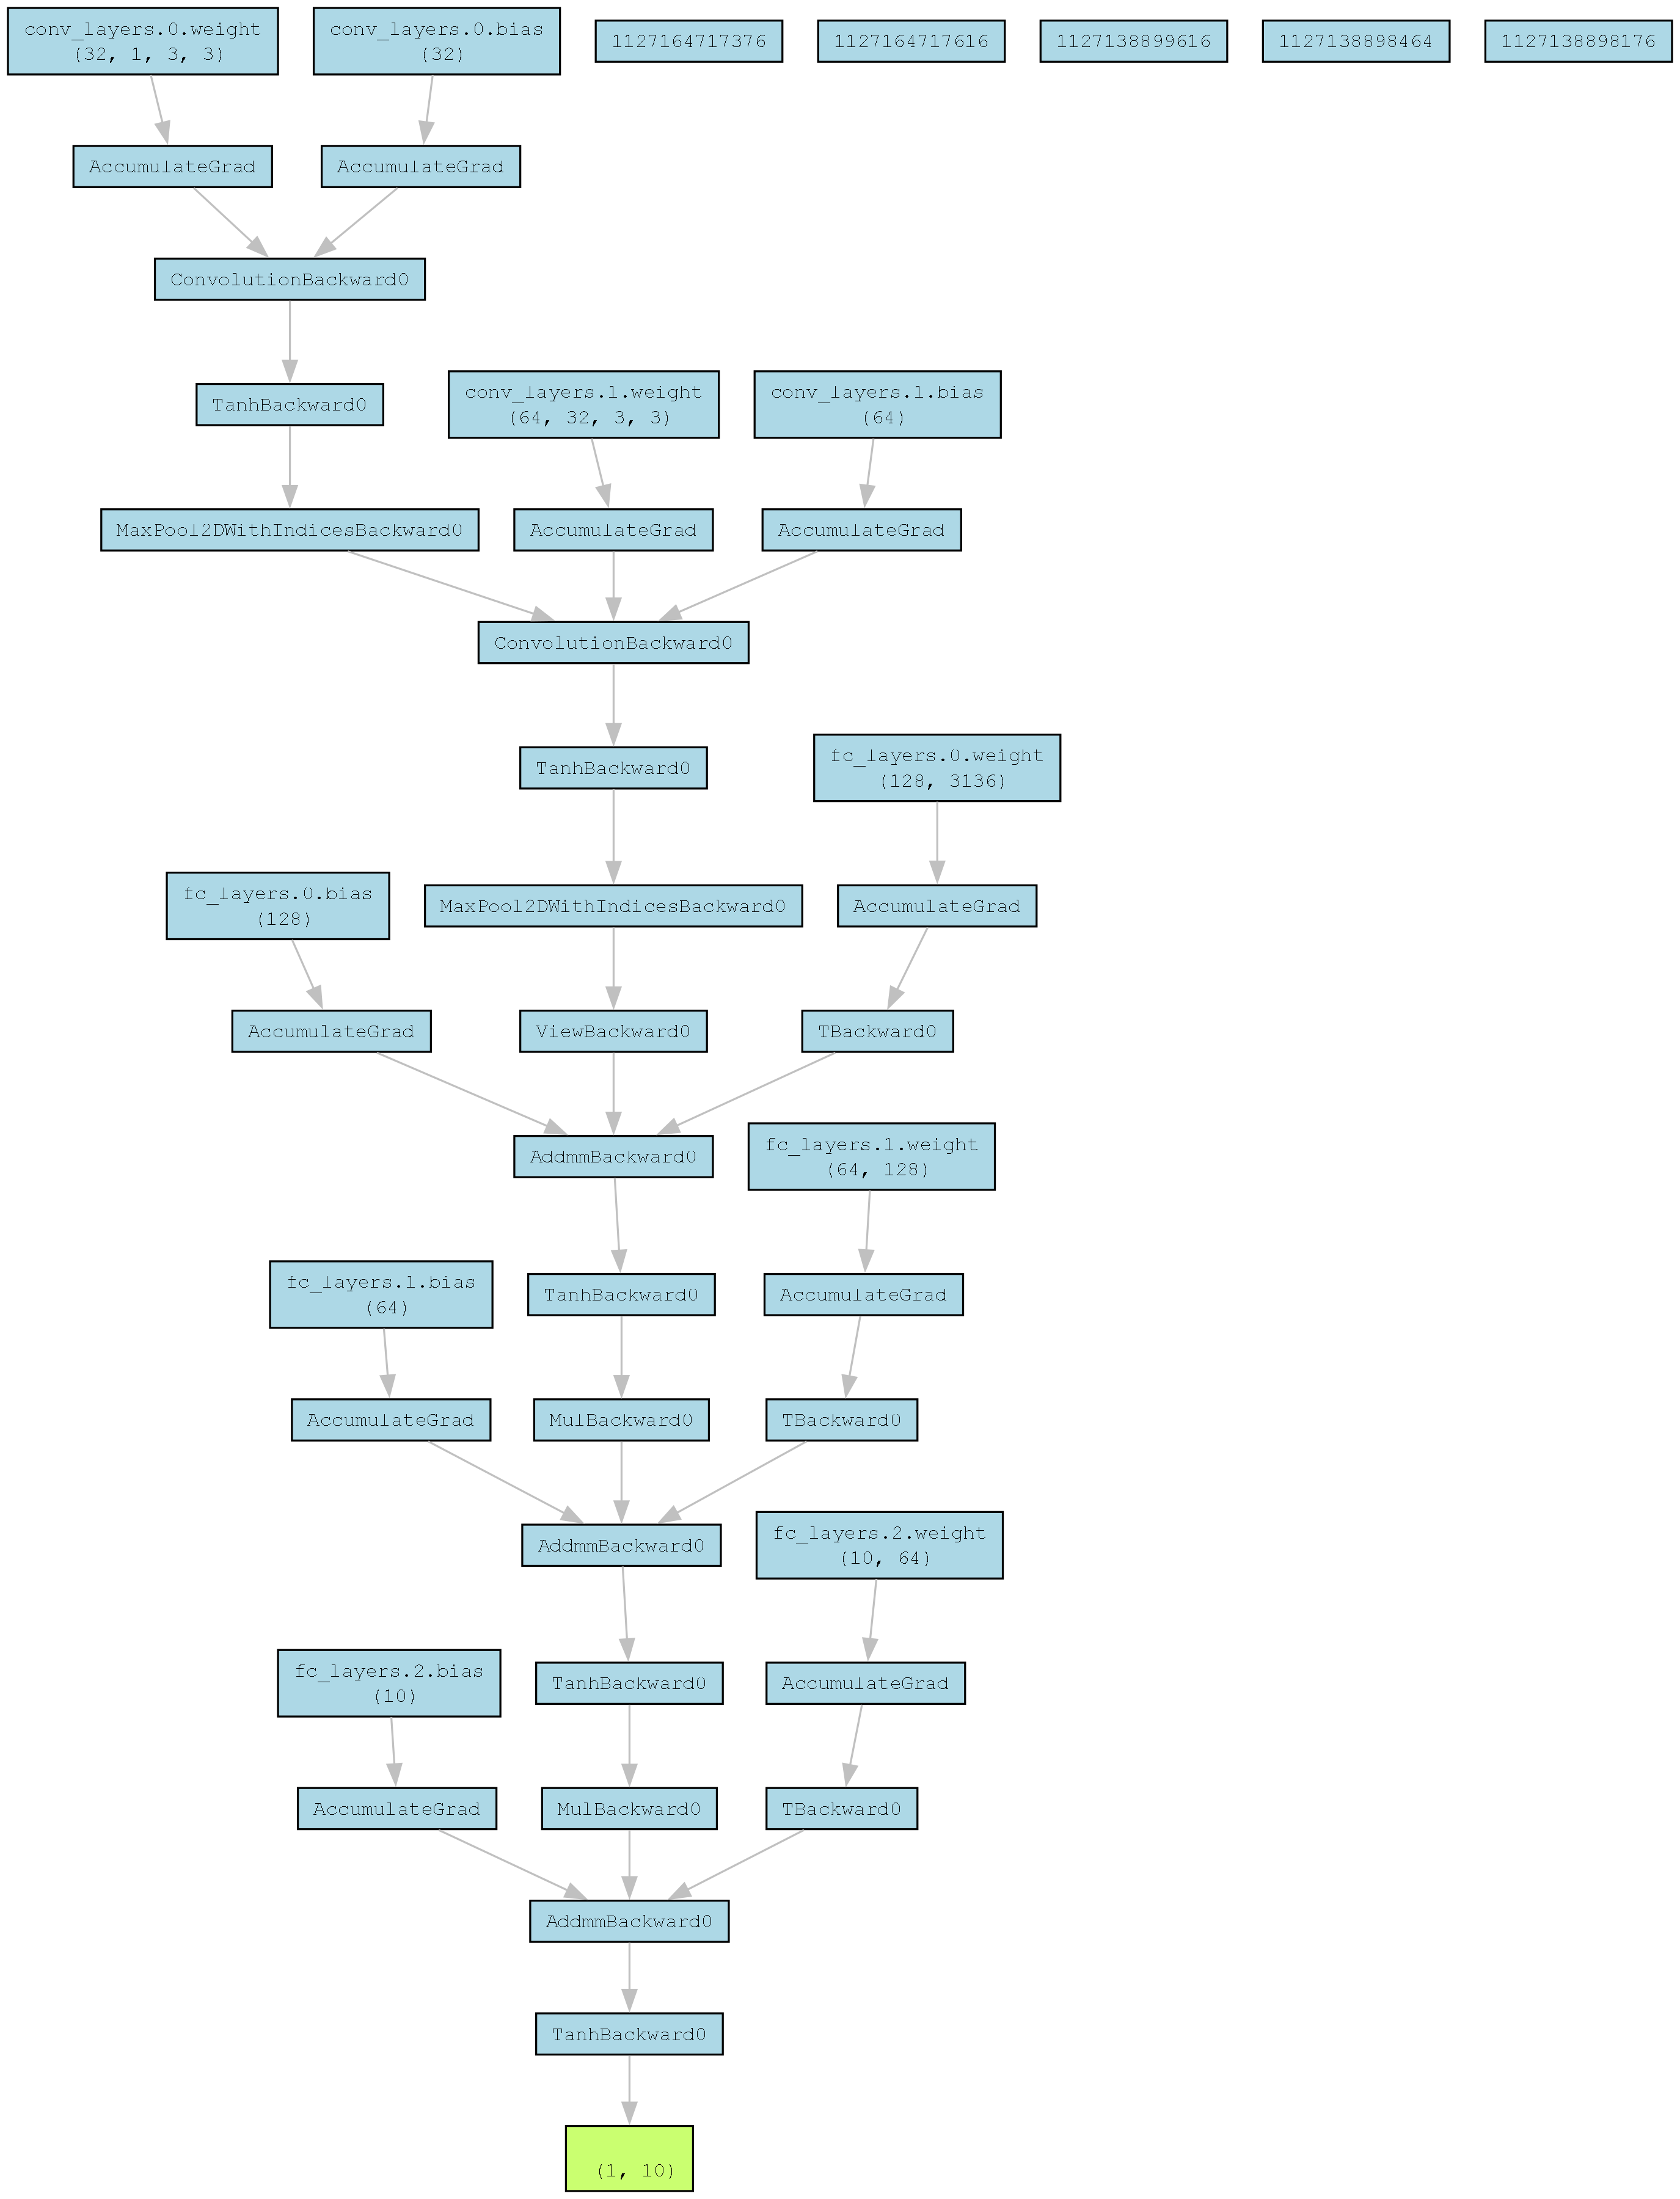 conv_layers.0.weight
(32, 1, 3, 3)
conv_layers.0.bias
(32)
1127164717376
1127164717616
1127138899616
1127138898464
1127138898176
AccumulateGrad
AccumulateGrad
ConvolutionBackward0
TanhBackward0
conv_layers.1.weight
(64, 32, 3, 3)
conv_layers.1.bias
(64)
MaxPool2DWithIndicesBackward0
AccumulateGrad
AccumulateGrad
ConvolutionBackward0
TanhBackward0
fc_layers.0.weight
(128, 3136)
fc_layers.0.bias
(128)
MaxPool2DWithIndicesBackward0
AccumulateGrad
AccumulateGrad
ViewBackward0
TBackward0
AddmmBackward0
fc_layers.1.weight
(64, 128)
fc_layers.1.bias
(64)
TanhBackward0
AccumulateGrad
AccumulateGrad
MulBackward0
TBackward0
AddmmBackward0
fc_layers.2.weight
(10, 64)
fc_layers.2.bias
(10)
TanhBackward0
AccumulateGrad
AccumulateGrad
MulBackward0
TBackward0
AddmmBackward0
TanhBackward0
(1, 10)